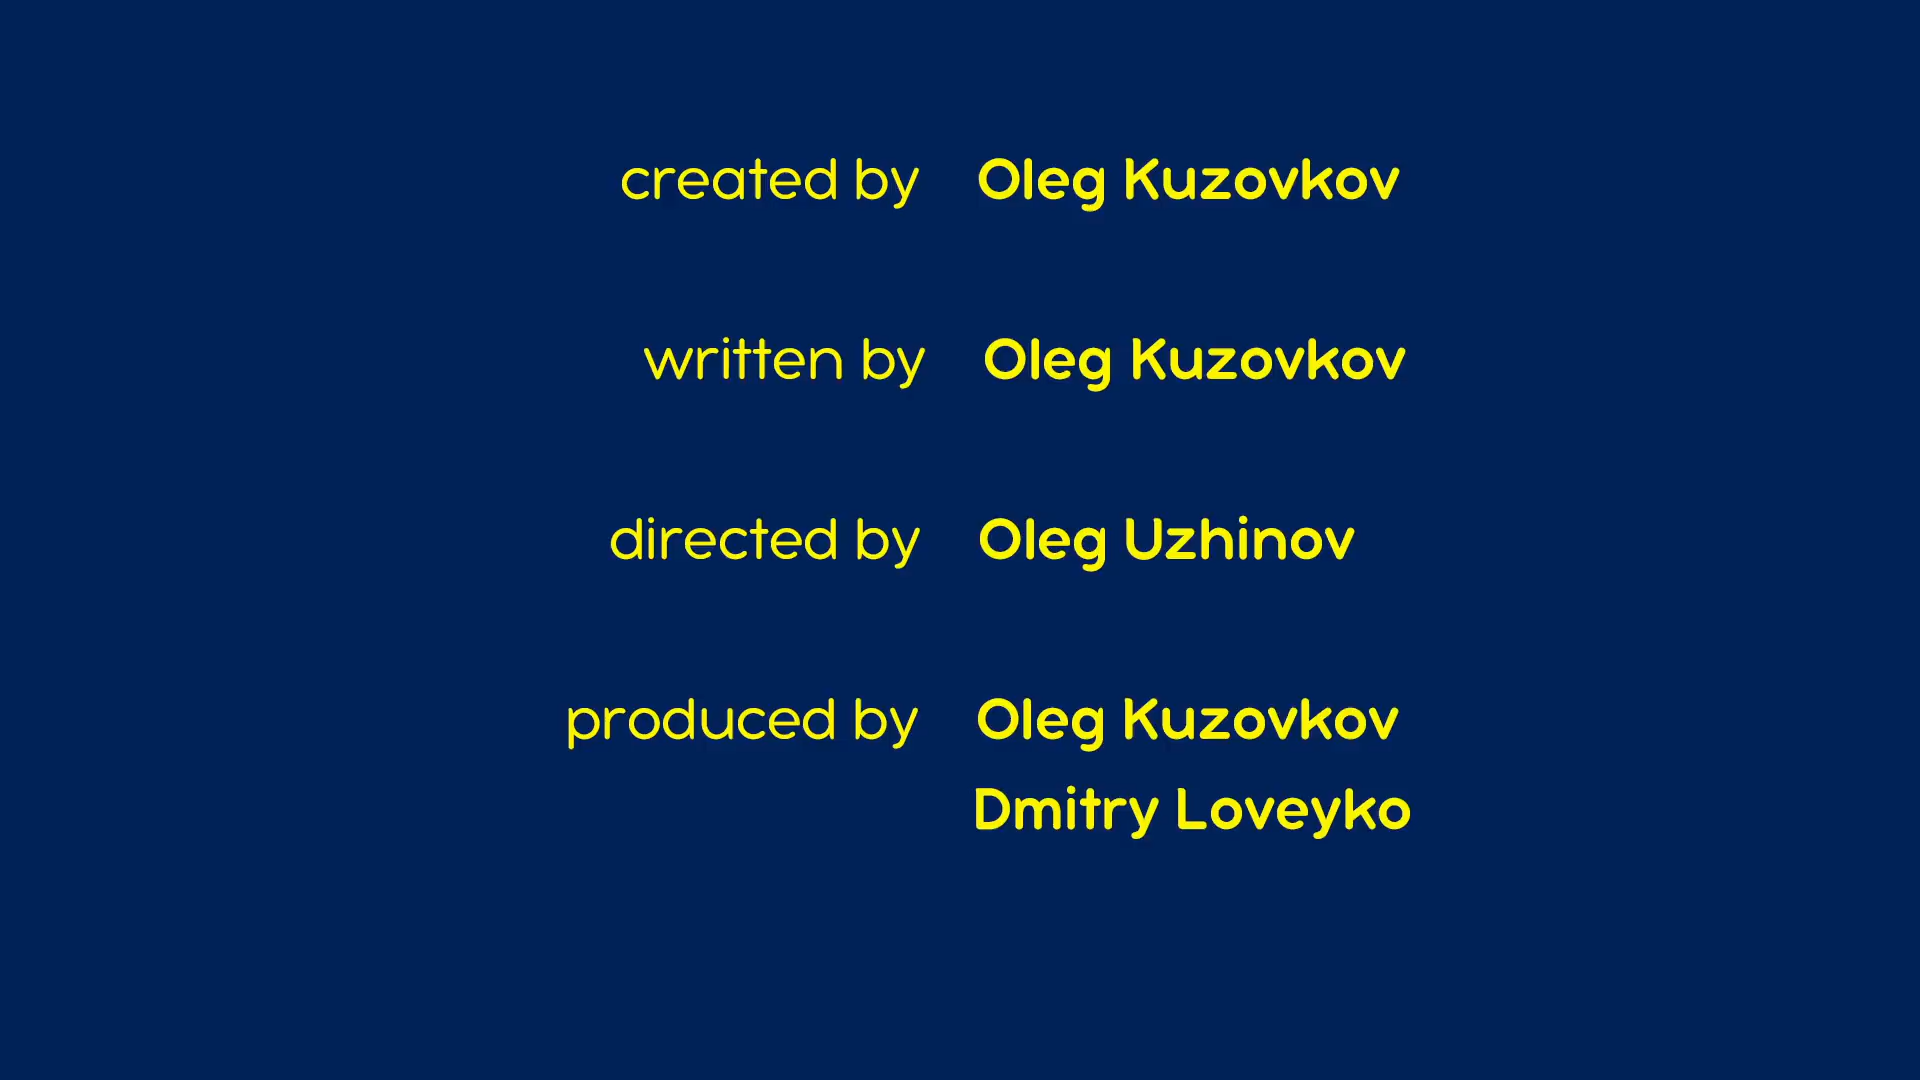 created by Oleg Kuzovkov
written by Oleg Kuzovkov
directed by Oleg Uzhinov
produced by Oleg Kuzovkov
Dmitry Loveyko